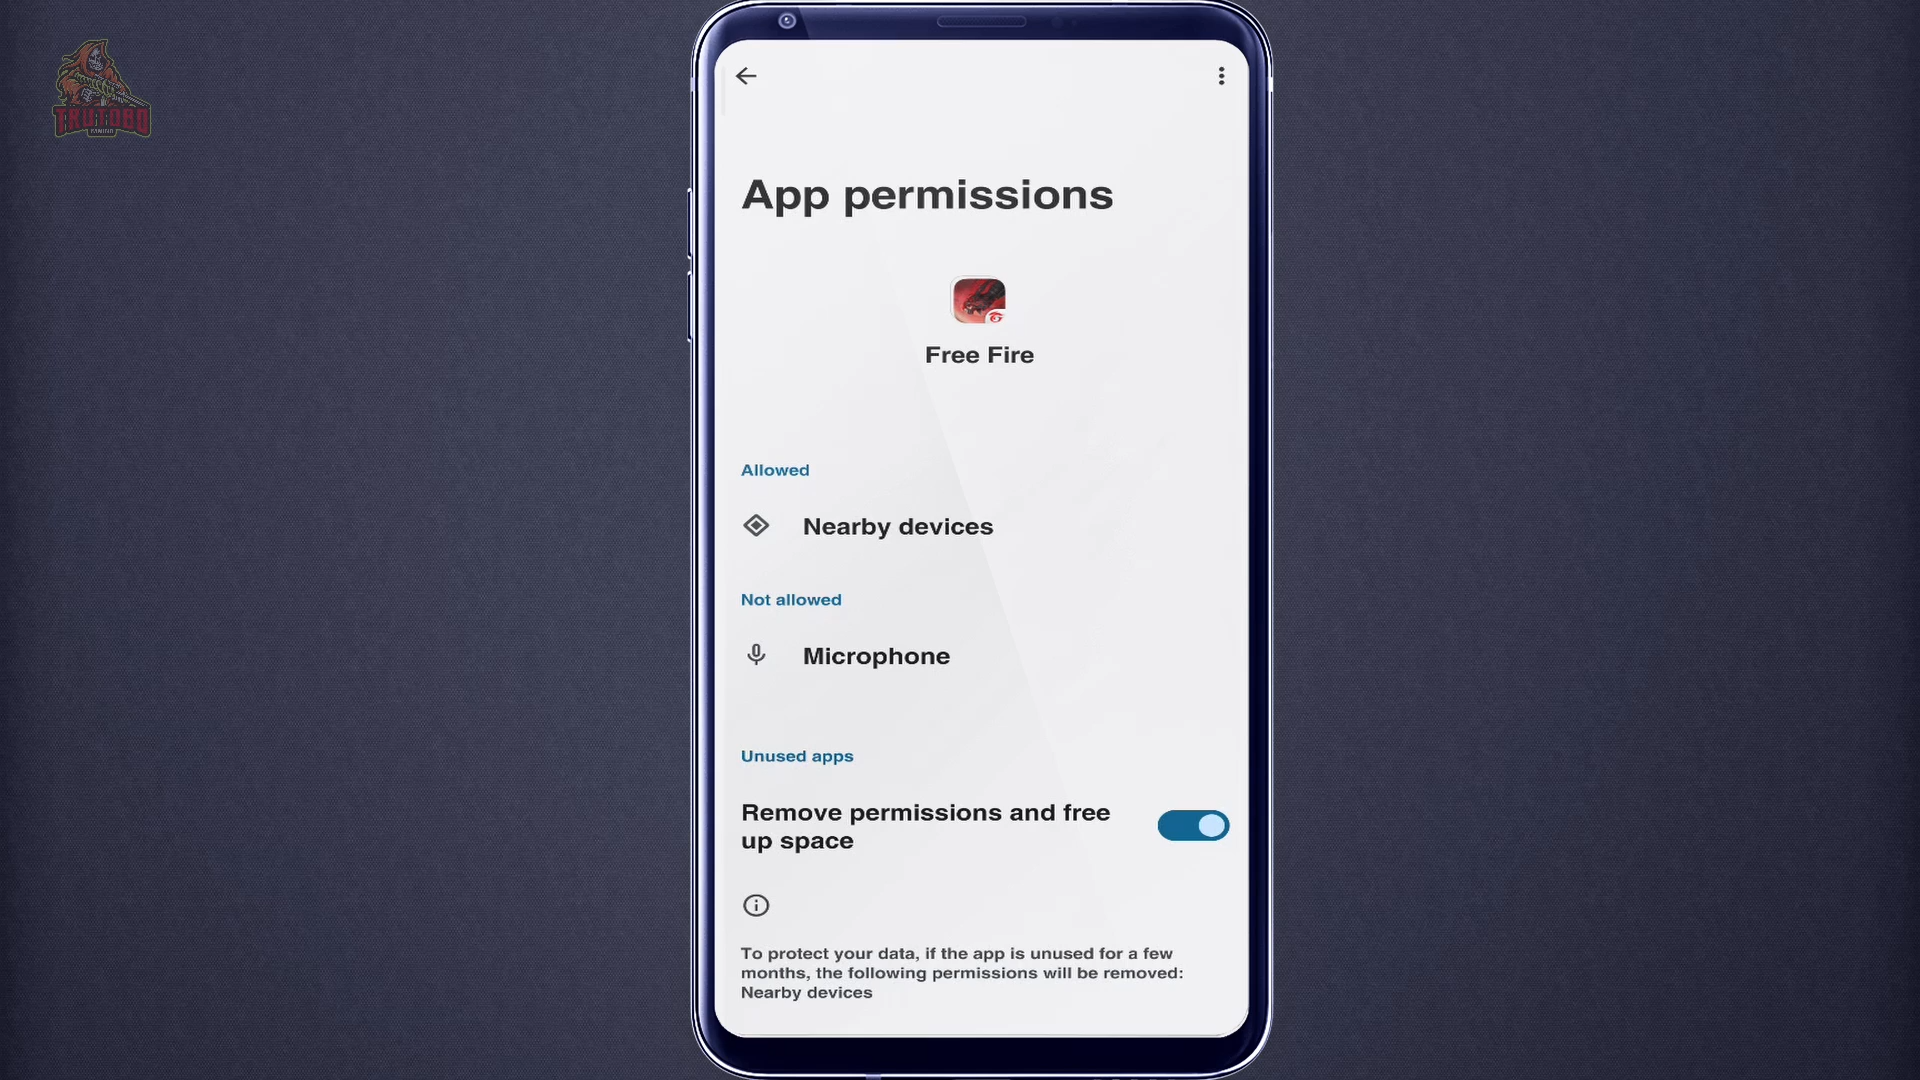 TRUTOBO
GAMING
App permissions
Free Fire
Allowed
Nearby devices
Not allowed
Microphone
Unused apps
Remove permissions and free
up space
To protect your data, if the app is unused for a few
months, the following permissions will be removed:
Nearby devices